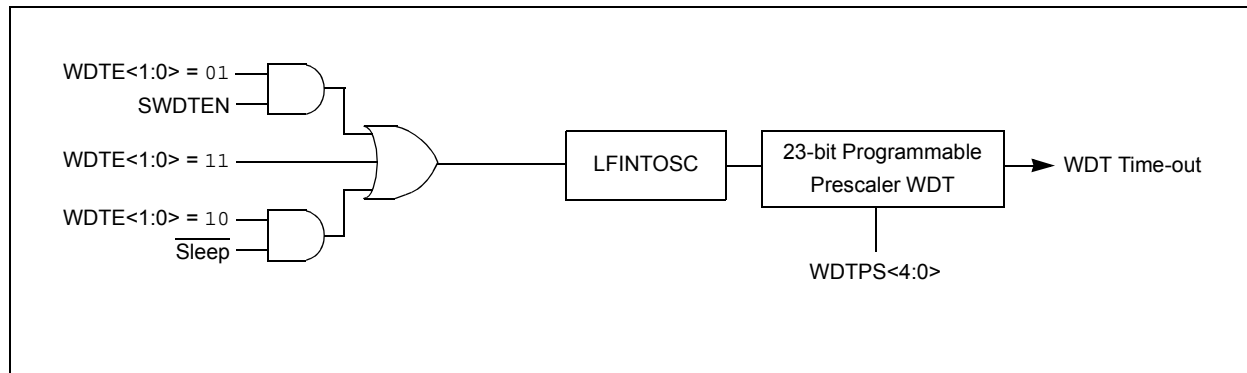 WDTE<1:0> = 01
SWDTEN
WDTE<1:0> = 11
WDTE<1:0> = 10
Sleep
LFINTOSC
23-bit Programmable
Prescaler WDT
WDT Time-out
WDTPS<4:0>